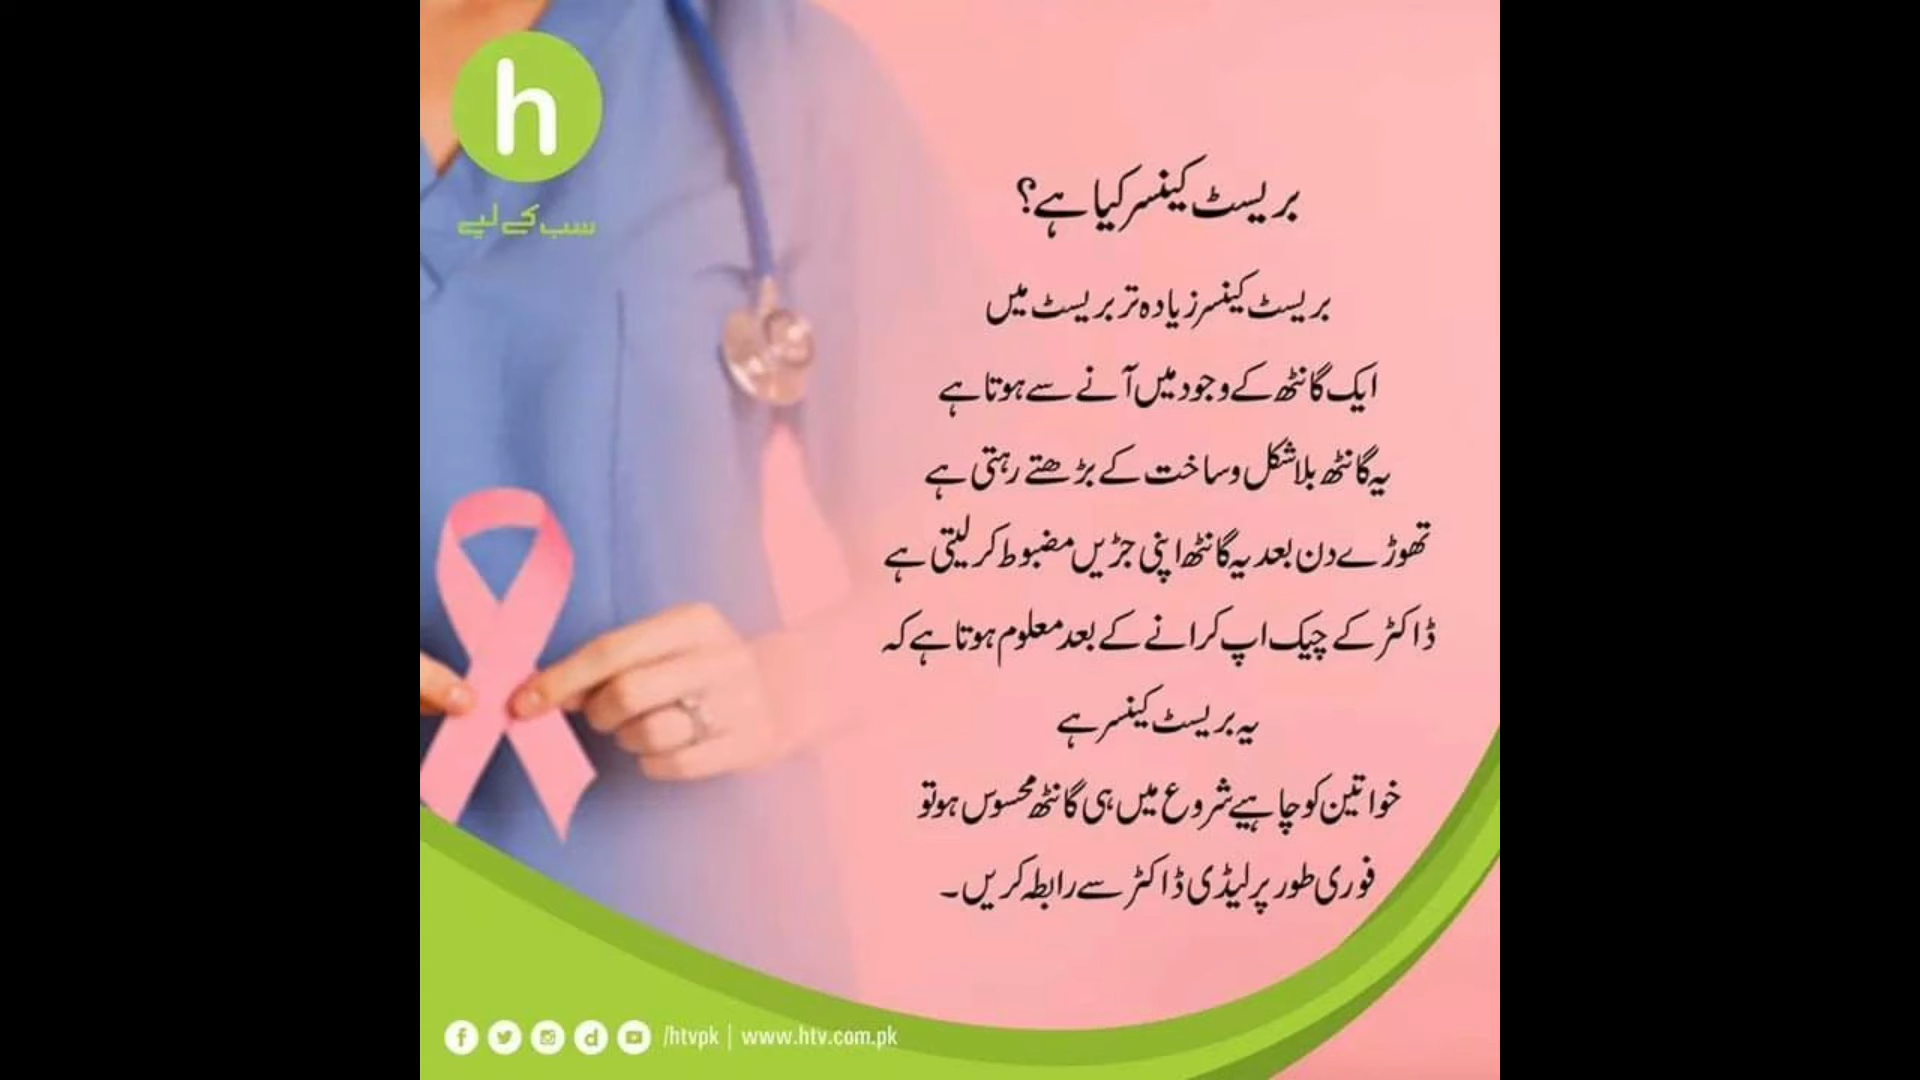 h
سب کے لیے
بریسٹ کینسر کیا ہے؟
بریسٹ کینسر زیادہ تر بریسٹ میں
ایک گانٹھ کے وجود میں آنے سے ہوتا ہے
یہ گانٹھ بلا شکل و ساخت کے بڑھتے رہتی ہے
تھوڑے دن بعد یہ گانٹھ اپنی جڑیں مضبوط کر لیتی ہے
ڈاکٹر کے چیک اپ کرانے کے بعد معلوم ہوتا ہے کہ
یہ بریسٹ کینسر ہے
خواتین کو چاہیے شروع میں ہی گانٹھ محسوس ہو تو
فوری طور پر لیڈی ڈاکٹر سے رابطہ کریں۔
/htvpk | www.htv.com.pk